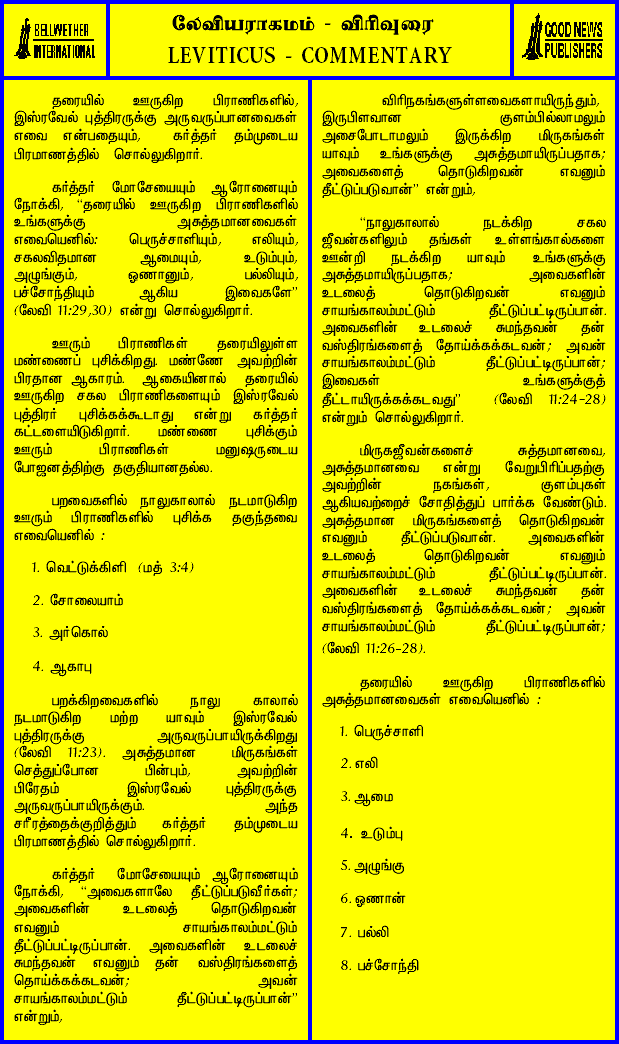 BELLWETHER
INTERNATIONAL
லேவியராகமம் - விரிவுரை
LEVITICUS - COMMENTARY
GOOD NEWS
PUBLISHERS
தரையில் ஊருகிற பிராணிகளில்,
இஸ்ரவேல் புத்திரருக்கு அருவருப்பானவைகள்
எவை என்பதையும், கர்த்தர் தம்முடைய
பிரமாணத்தில் சொல்லுகிறார்.
கர்த்தர் மோசேயையும் ஆரோனையும்
நோக்கி, “தரையில் ஊருகிற பிராணிகளில்
உங்களுக்கு அசுத்தமானவைகள்
எவையெனில்: பெருச்சாளியும், எலியும்,
சகலவிதமான ஆமையும், உடும்பும்,
அழுங்கும், ஓணானும், பல்லியும்,
பச்சோந்தியும் ஆகிய இவைகளே”
(லேவி 11:29,30) என்று சொல்லுகிறார்.
ஊரும் பிராணிகள் தரையிலுள்ள
மண்ணைப் புசிக்கிறது. மண்ணே அவற்றின்
பிரதான ஆகாரம். ஆகையினால் தரையில்
ஊருகிற சகல பிராணிகளையும் இஸ்ரவேல்
புத்திரர் புசிக்கக்கூடாது என்று கர்த்தர்
கட்டளையிடுகிறார். மண்ணை புசிக்கும்
ஊரும் பிராணிகள் மனுஷருடைய
போஜனத்திற்கு தகுதியானதல்ல.
பறவைகளில் நாலுகாலால் நடமாடுகிற
ஊரும் பிராணிகளில் புசிக்க தகுந்தவை
எவையெனில் :
1. வெட்டுக்கிளி (மத் 3:4)
2. சோலையாம்
3. அர்கொல்
4. ஆகாபு
பறக்கிறவைகளில் நாலு காலால்
நடமாடுகிற மற்ற யாவும் இஸ்ரவேல்
புத்திரருக்கு அருவருப்பாயிருக்கிறது
(லேவி 11:23). அசுத்தமான மிருகங்கள்
செத்துப்போன பின்பும், அவற்றின்
பிரேதம் இஸ்ரவேல் புத்திரருக்கு
அருவருப்பாயிருக்கும். அந்த
சரீரத்தைக்குறித்தும் கர்த்தர் தம்முடைய
பிரமாணத்தில் சொல்லுகிறார்.
கர்த்தர் மோசேயையும் ஆரோனையும்
நோக்கி, “அவைகளாலே தீட்டுப்படுவீர்கள்;
அவைகளின் உடலைத் தொடுகிறவன்
எவனும் சாயங்காலம்மட்டும்
தீட்டுப்பட்டிருப்பான். அவைகளின் உடலைச்
சுமந்தவன் எவனும் தன் வஸ்திரங்களைத்
தொய்க்கக்கடவன்; அவன்
சாயங்காலம்மட்டும் தீட்டுப்பட்டிருப்பான்”
என்றும்,
விரிநகங்களுள்ளவைகளாயிருந்தும்,
இருபிளவான குளம்பில்லாமலும்
அசைபோடாமலும் இருக்கிற மிருகங்கள்
யாவும் உங்களுக்கு அசுத்தமாயிருப்பதாக;
அவைகளைத் தொடுகிறவன் எவனும்
தீட்டுப்படுவான்” என்றும்,
“நாலுகாலால் நடக்கிற சகல
ஜீவன்களிலும் தங்கள் உள்ளங்கால்களை
ஊன்றி நடக்கிற யாவும் உங்களுக்கு
அசுத்தமாயிருப்பதாக; அவைகளின்
உடலைத் தொடுகிறவன் எவனும்
சாயங்காலம்மட்டும் தீட்டுப்பட்டிருப்பான்.
அவைகளின் உடலைச் சுமந்தவன் தன்
வஸ்திரங்களைத் தோய்க்கக்கடவன்; அவன்
சாயங்காலம்மட்டும் தீட்டுப்பட்டிருப்பான்;
இவைகள் உங்களுக்குத்
தீட்டாயிருக்கக்கடவது” (லேவி 11:24-28)
என்றும் சொல்லுகிறார்.
மிருகஜீவன்களைச் சுத்தமானவை,
அசுத்தமானவை என்று வேறுபிரிப்பதற்கு
அவற்றின் நகங்கள், குளம்புகள்
ஆகியவற்றைச் சோதித்துப் பார்க்க வேண்டும்.
அசுத்தமான மிருகங்களைத் தொடுகிறவன்
எவனும் தீட்டுப்படுவான். அவைகளின்
உடலைத் தொடுகிறவன் எவனும்
சாயங்காலம்மட்டும் தீட்டுப்பட்டிருப்பான்.
அவைகளின் உடலைச் சுமந்தவன் தன்
வஸ்திரங்களைத் தோய்க்கக்கடவன்; அவன்
சாயங்காலம்மட்டும் தீட்டுப்பட்டிருப்பான்;
(லேவி 11:26-28).
தரையில் ஊருகிற பிராணிகளில்
அசுத்தமானவைகள் எவையெனில் :
1. பெருச்சாளி
2. எலி
3. ஆமை
4. உடும்பு
5. அழுங்கு
6. ஓணான்
7. பல்லி
8. பச்சோந்தி